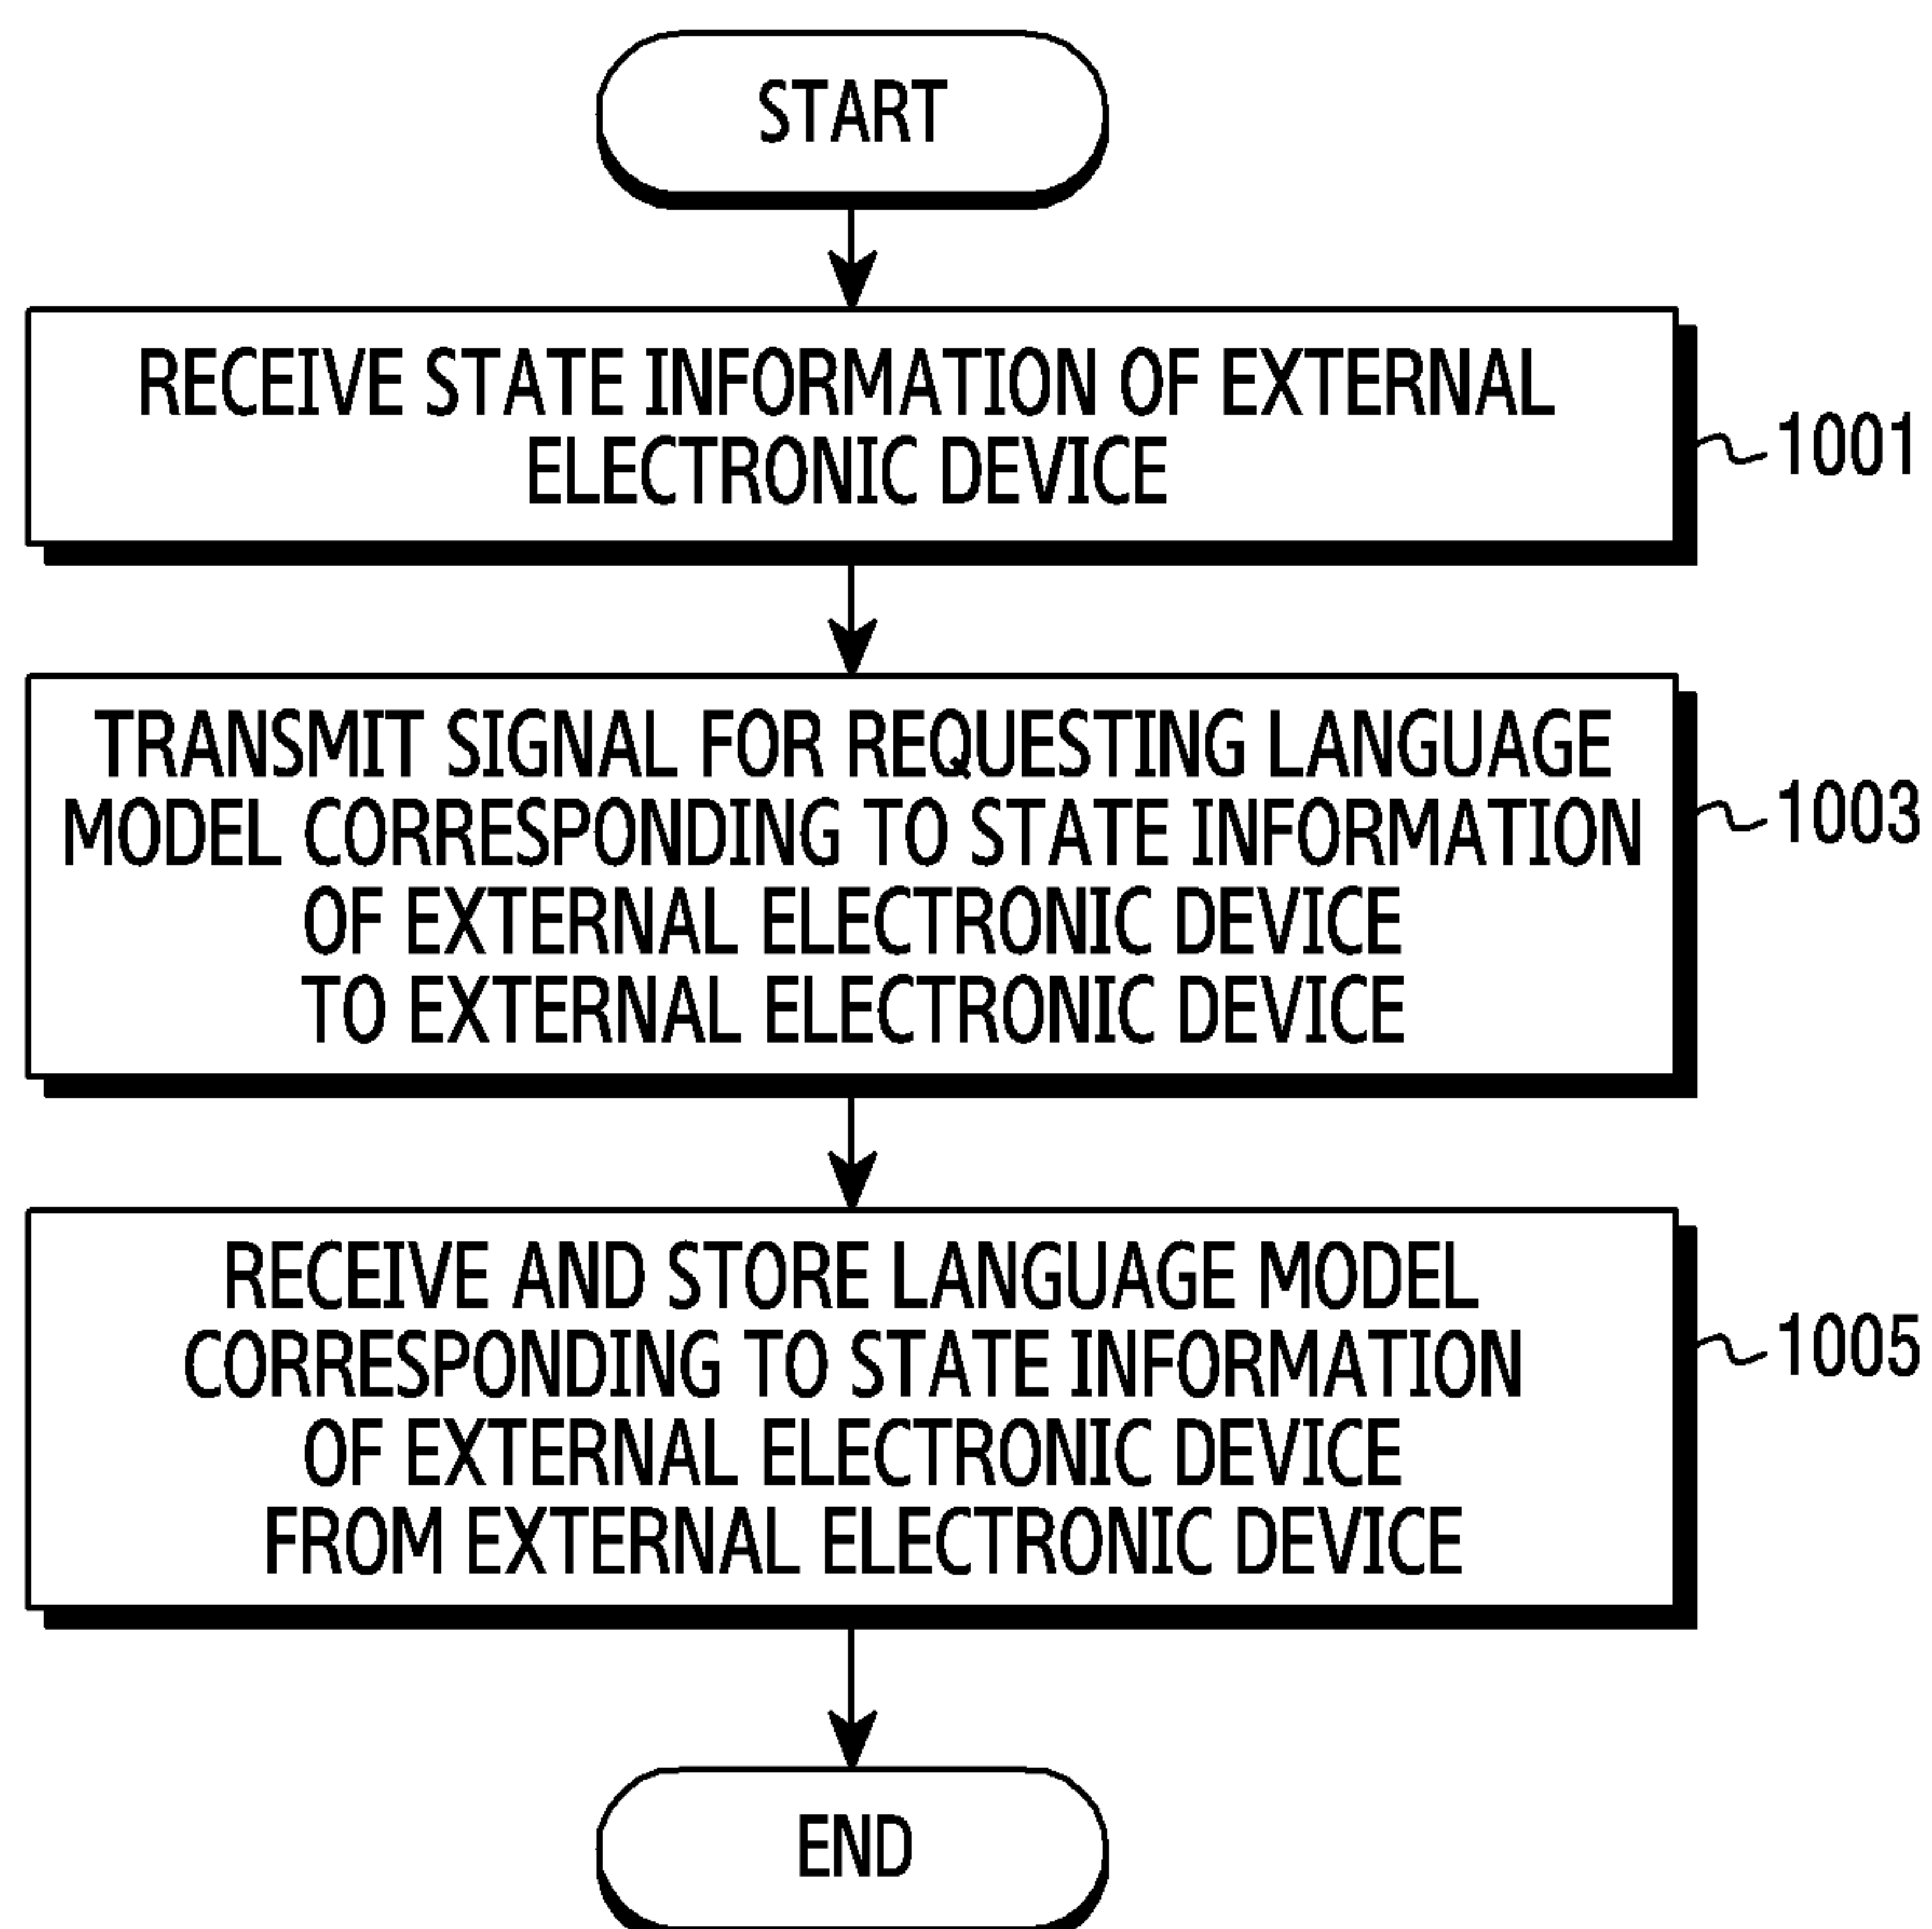 START
RECEIVE STATE INFORMATION OF EXTERNAL
ELECTRONIC DEVICE
1001
TRANSMIT SIGNAL FOR REQUESTING LANGUAGE
MODEL CORRESPONDING TO STATE INFORMATION
OF EXTERNAL ELECTRONIC DEVICE
TO EXTERNAL ELECTRONIC DEVICE
1003
RECEIVE AND STORE LANGUAGE MODEL
CORRESPONDING TO STATE INFORMATION
OF EXTERNAL ELECTRONIC DEVICE
FROM EXTERNAL ELECTRONIC DEVICE
1005
END